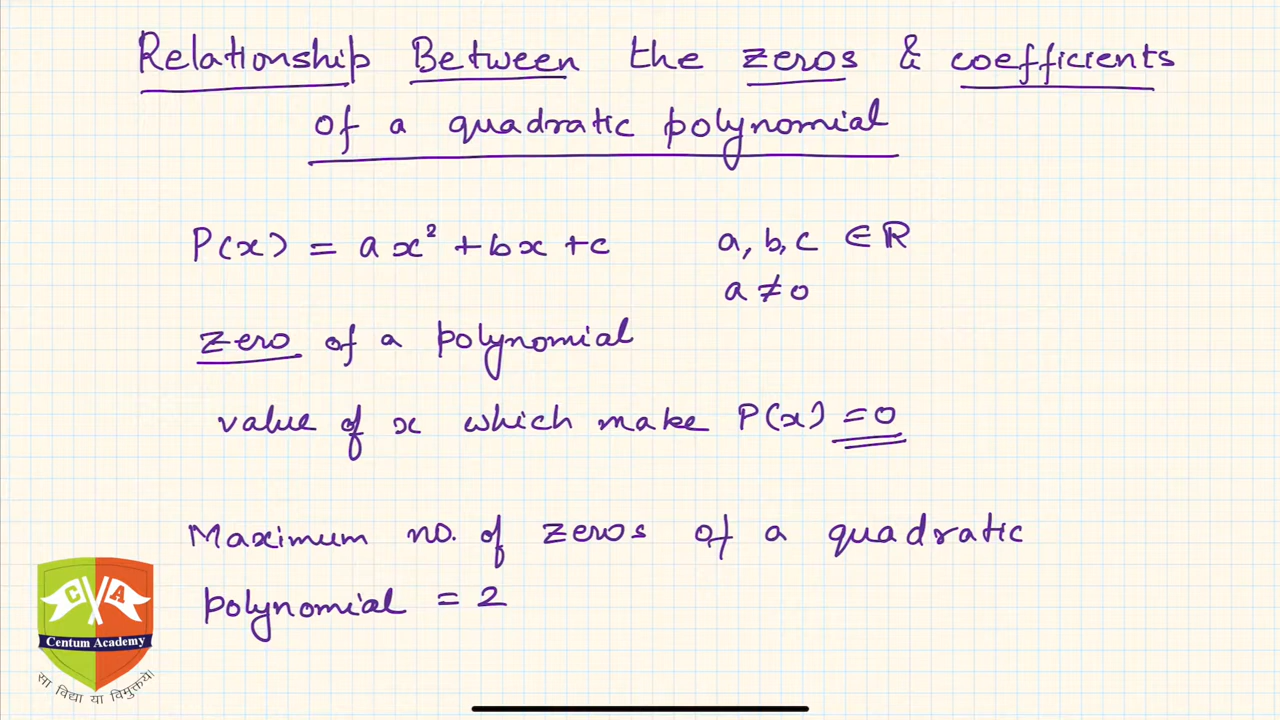 Relationship Between the zeros & coefficients
of a quadratic polynomial
P(x) = ax² + bx + c a, b, c ∈ ℝ
a ≠ 0
zero of a polynomial
value of x which make P(x) = 0
Maximum no. of zeros of a quadratic
polynomial = 2
C A
Centum Academy
सा विद्या या विमुक्तये।